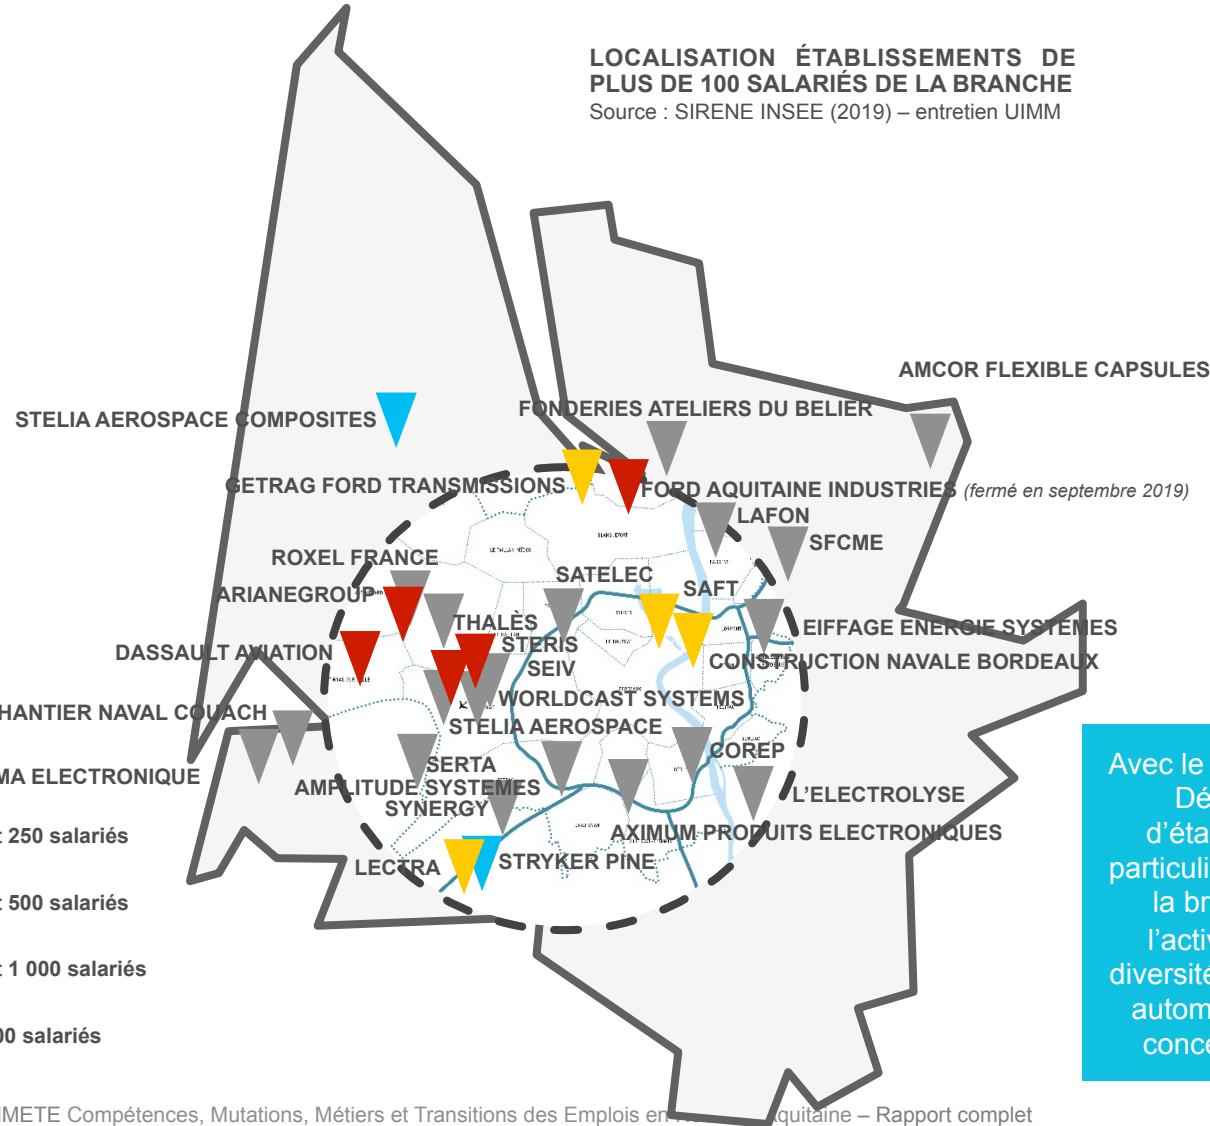 LOCALISATION ÉTABLISSEMENTS DE
PLUS DE 100 SALARIÉS DE LA BRANCHE
Source : SIRENE INSEE (2019) – entretien UIMM
AMCOR FLEXIBLE CAPSULES
STELIA AEROSPACE COMPOSITES
FONDERIES ATELIERS DU BELIER
GETRAG FORD TRANSMISSIONS
FORD AQUITAINE INDUSTRIES (fermé en septembre 2019)
LAFON
SFCME
ROXEL FRANCE
SATELEC
SAFT
ARIANEGROUP
THALÈS
EIFFAGE ENERGIE SYSTÈMES
STERIS
DASSAULT AVIATION
SEIV
CONSTRUCTION NAVALE BORDEAUX
WORLDCAST SYSTEMS
HANTIER NAVAL COUACH
STELIA AEROSPACE
COREP
SERTA
MA ELECTRONIQUE
AMPLITUDE SYSTEMES
SYNERGY
L'ELECTROLYSE
AXIMUM PRODUITS ELECTRONIQUES
LECTRA
STRYKER PINE
BLANQUEFORT
t 250 salariés
t 500 salariés
t 1 000 salariés
00 salariés
Avec le
Dé
d'éta
particuli
la br
l'activ
diversité
autom
conce
IMETE Compétences, Mutations, Métiers et Transitions des Emplois en Aquitaine – Rapport complet